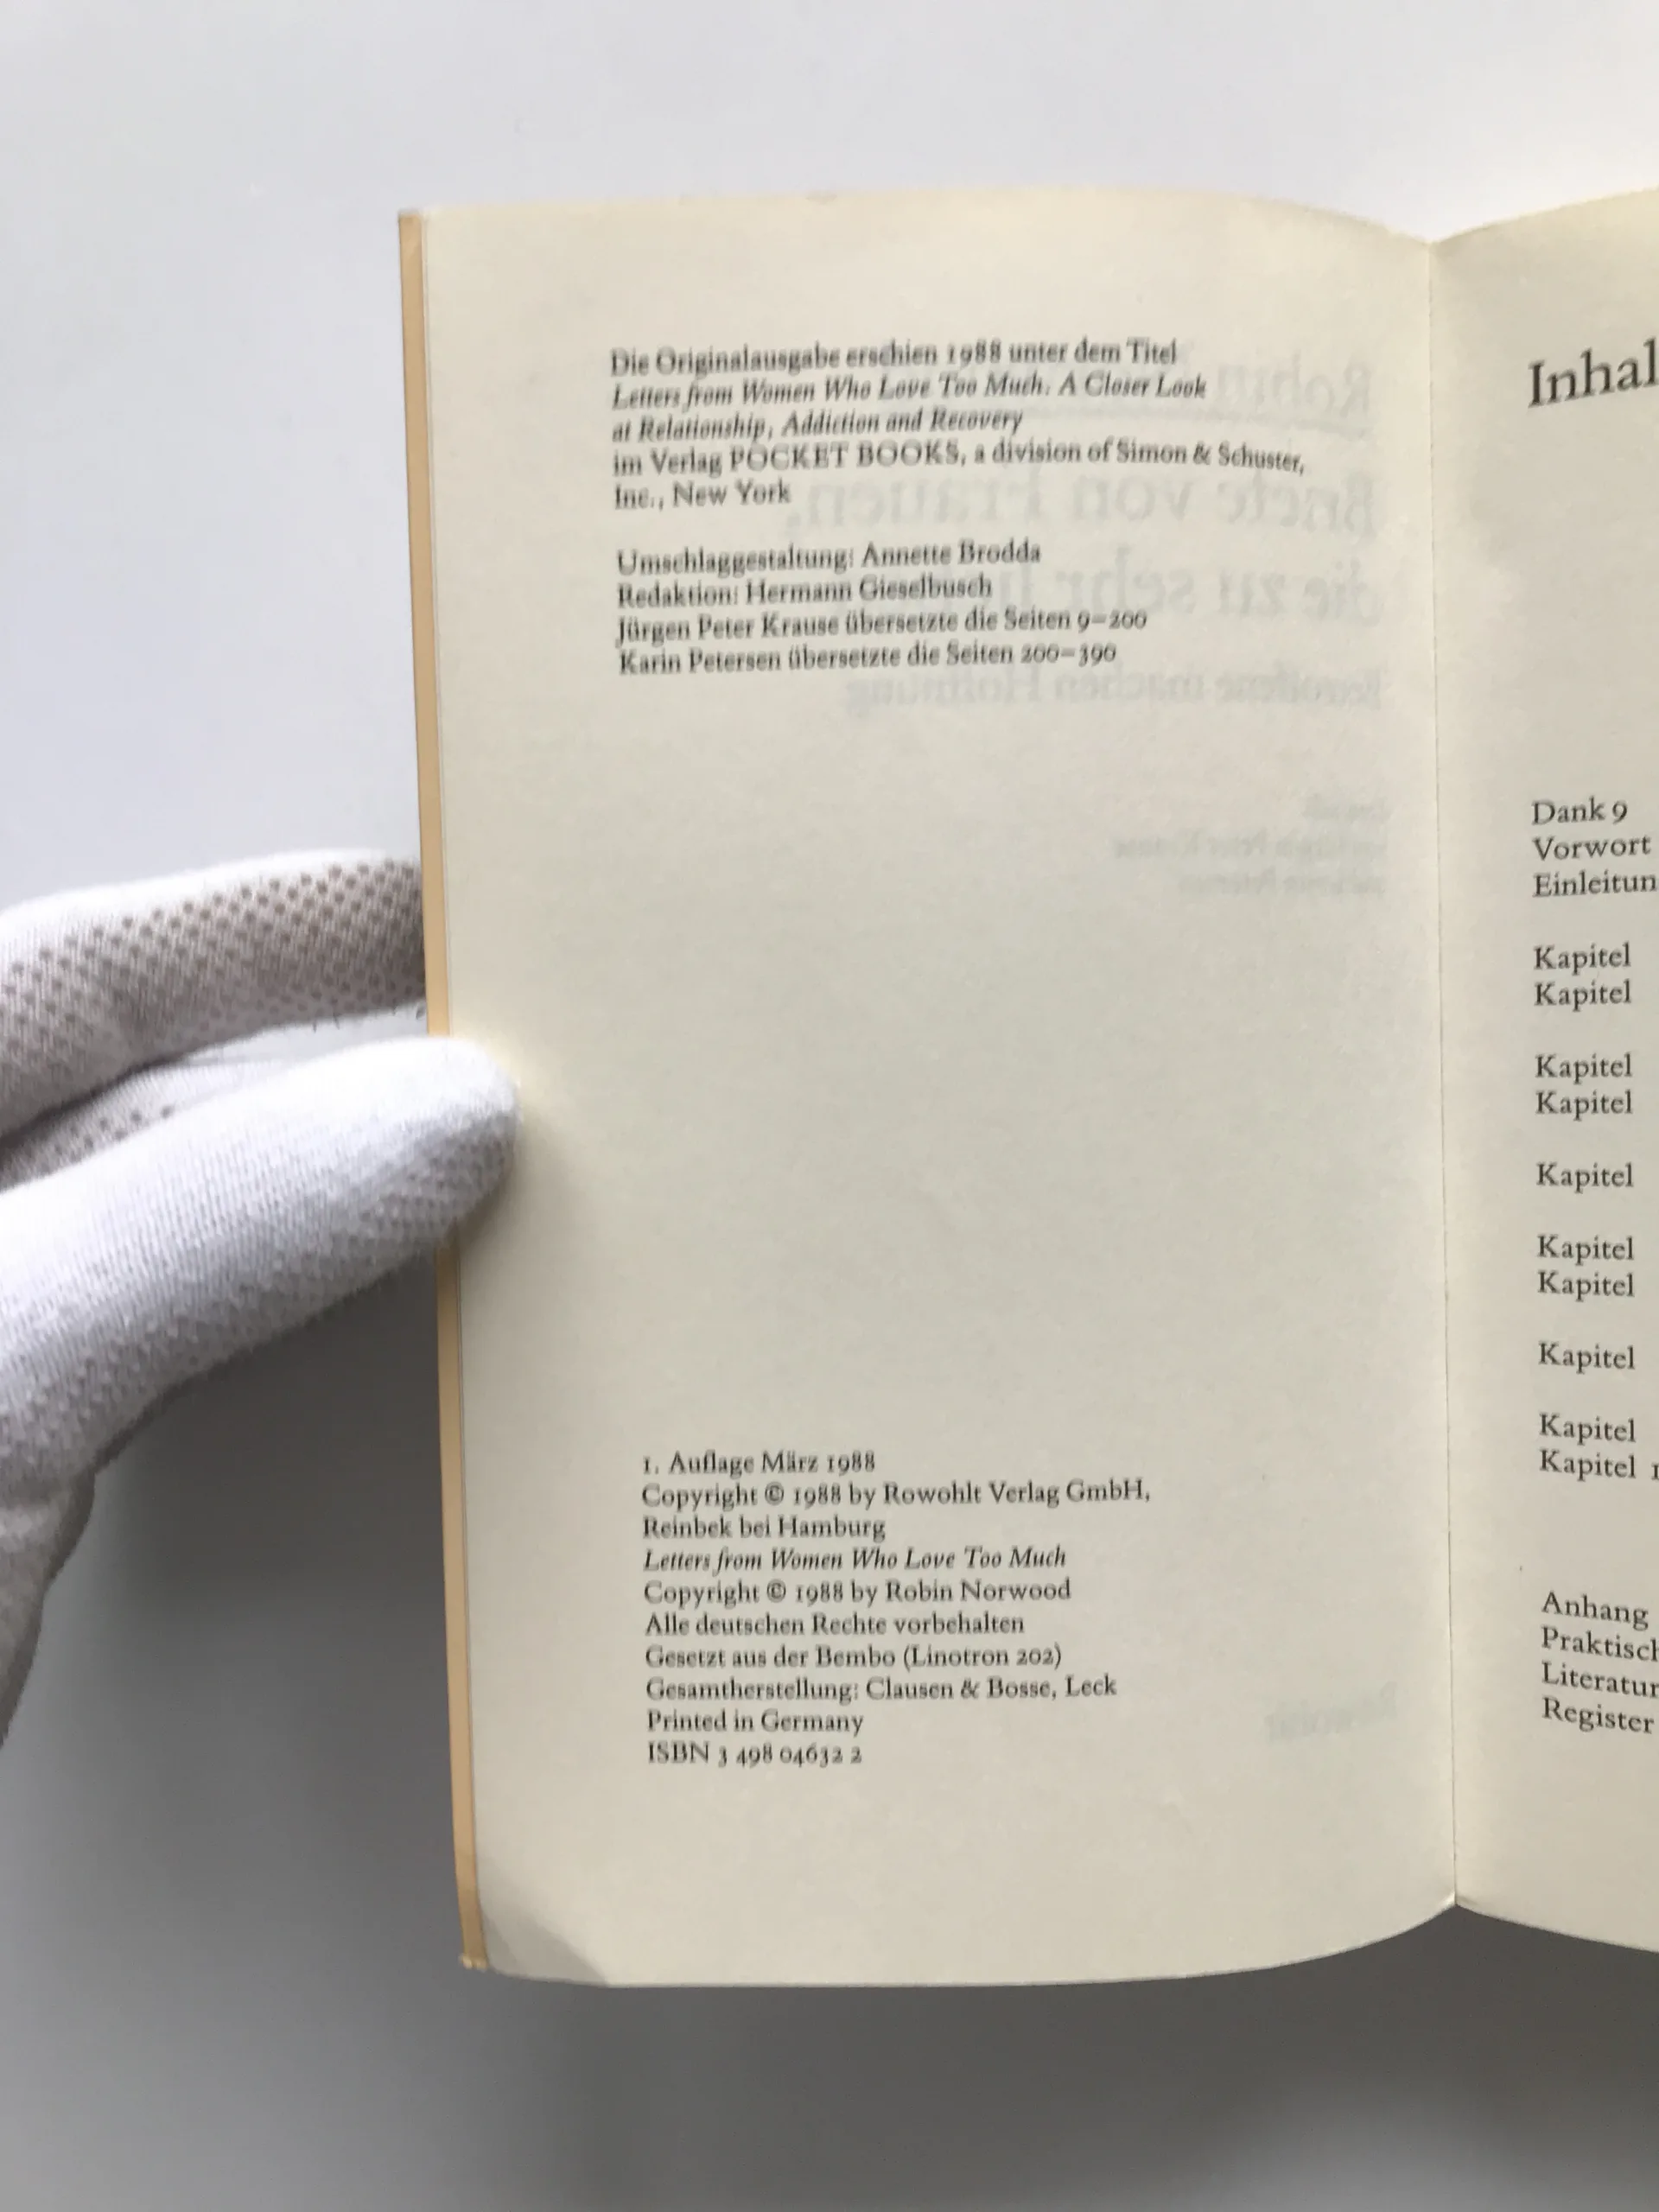 Die Originalausgabe erschien 1988 unter dem Titel
Letters from Women Who Love Too Much. A Closer Look
at Relationship, Addiction and Recovery
im Verlag POCKET BOOKS, a division of Simon & Schuster,
Inc., New York
Umschlaggestaltung: Annette Brodda
Redaktion: Hermann Gieselbusch
Jürgen Peter Krause übersetzte die Seiten 9–200
Karin Petersen übersetzte die Seiten 200–390
1. Auflage März 1988
Copyright © 1988 by Rowohlt Verlag GmbH,
Reinbek bei Hamburg
Letters from Women Who Love Too Much
Copyright © 1988 by Robin Norwood
Alle deutschen Rechte vorbehalten
Gesetzt aus der Bembo (Linotron 202)
Gesamtherstellung: Clausen & Bosse, Leck
Printed in Germany
ISBN 3 498 04632 2
Inhal
Dank 9
Vorwort
Einleitun
Kapitel
Kapitel
Kapitel
Kapitel
Kapitel
Kapitel
Kapitel
Kapitel
Kapitel
Kapitel 1
Anhang
Praktisch
Literatur
Register